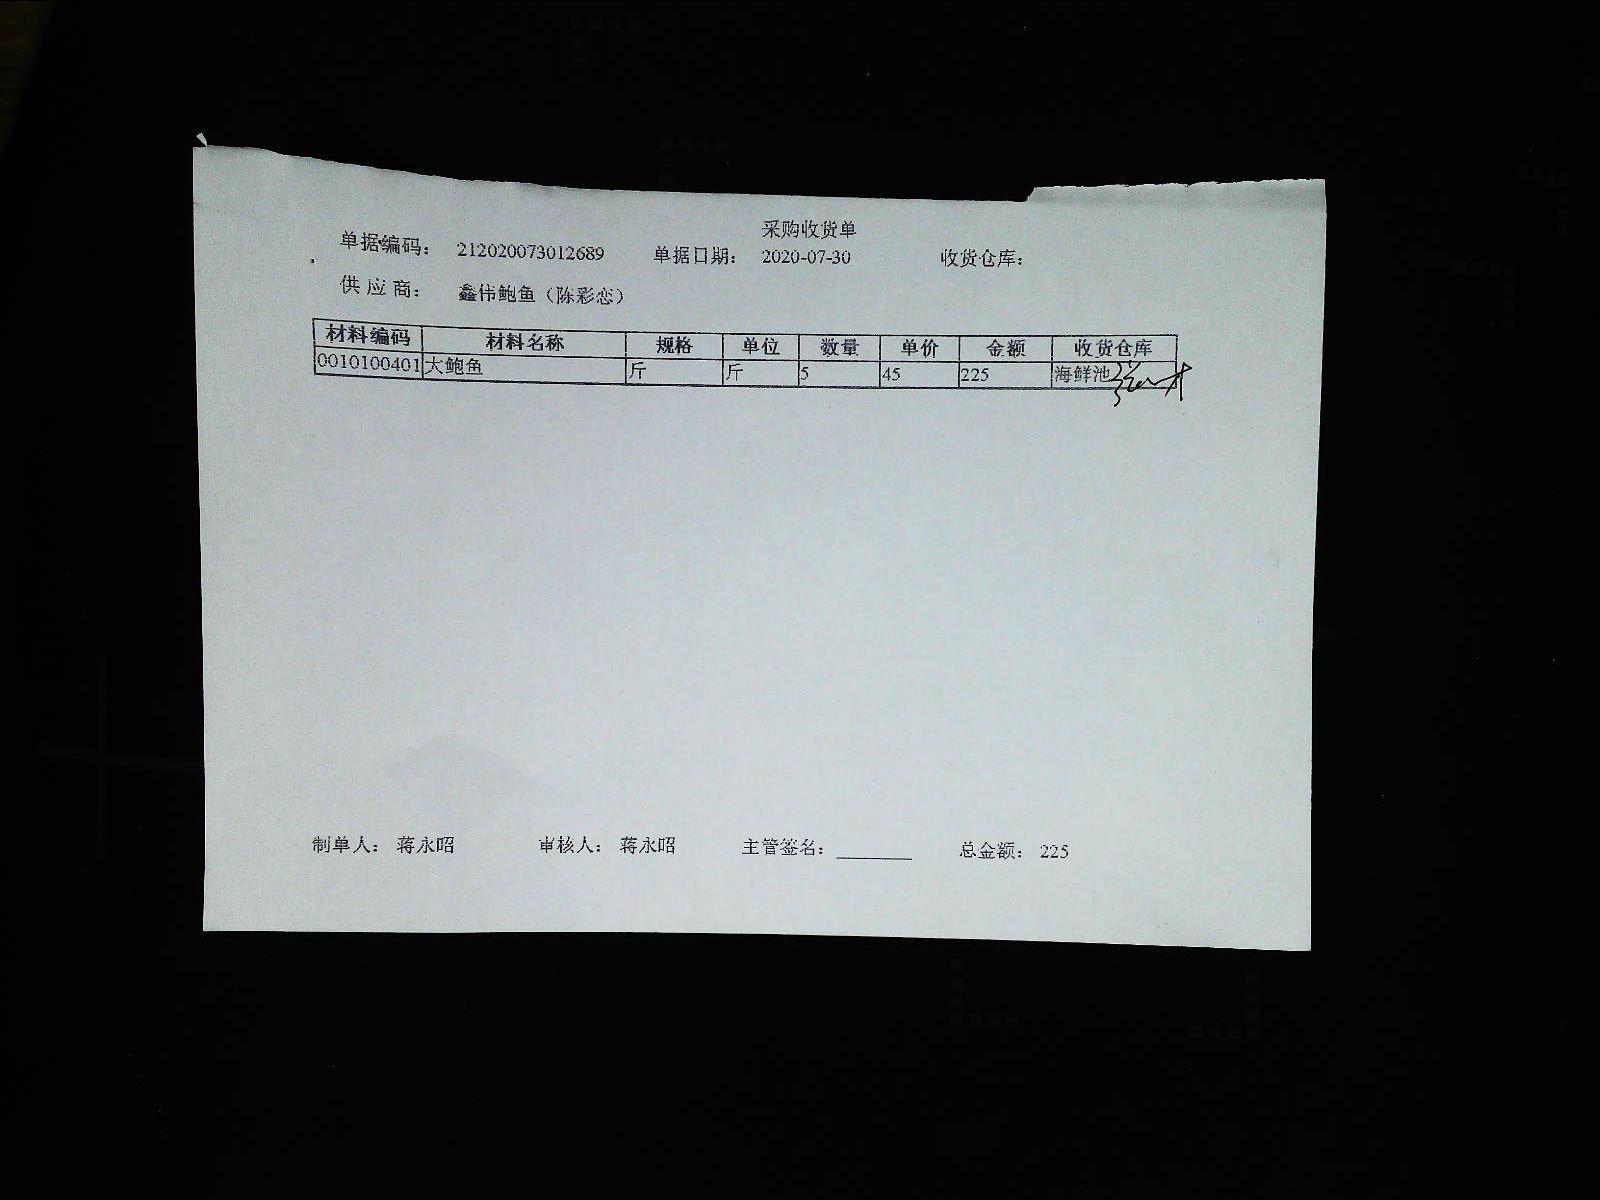 采购收货单
单据编码： 212020073012689 单据日期： 2020-07-30 收货仓库：
供 应 商： 鑫伟鲍鱼（陈彩恋）
材料编码 材料名称 规格 单位 数量 单价 金额 收货仓库
0010100401 大鲍鱼 斤 斤 5 45 225 海鲜池
制单人： 蒋永昭 审核人： 蒋永昭 主管签名： 总金额： 225